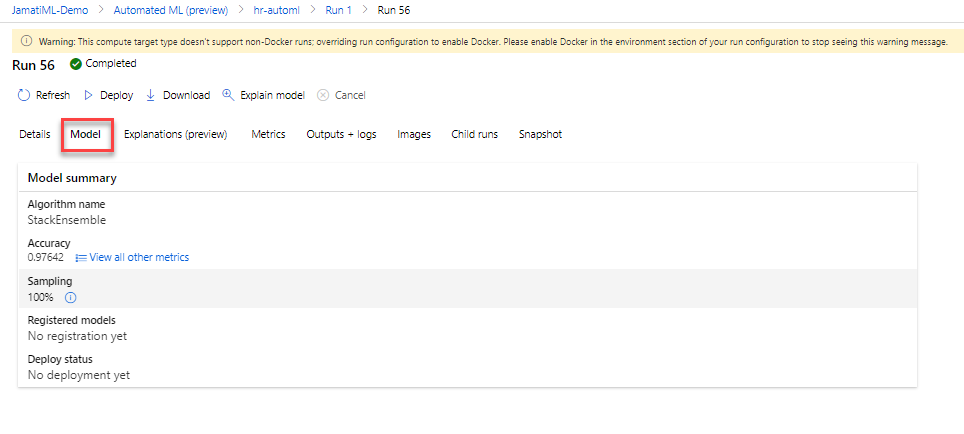 JamatiML-Demo > Automated ML (preview) > hr-automl > Run 1 > Run 56
Warning: This compute target type doesn't support non-Docker runs; overriding run configuration to enable Docker. Please enable Docker in the environment section of your run configuration to stop seeing this warning message.
Run 56 Completed
Refresh Deploy Download Explain model Cancel
Details Model Explanations (preview) Metrics Outputs + logs Images Child runs Snapshot
Model summary
Algorithm name
StackEnsemble
Accuracy
0.97642 View all other metrics
Sampling
100%
Registered models
No registration yet
Deploy status
No deployment yet